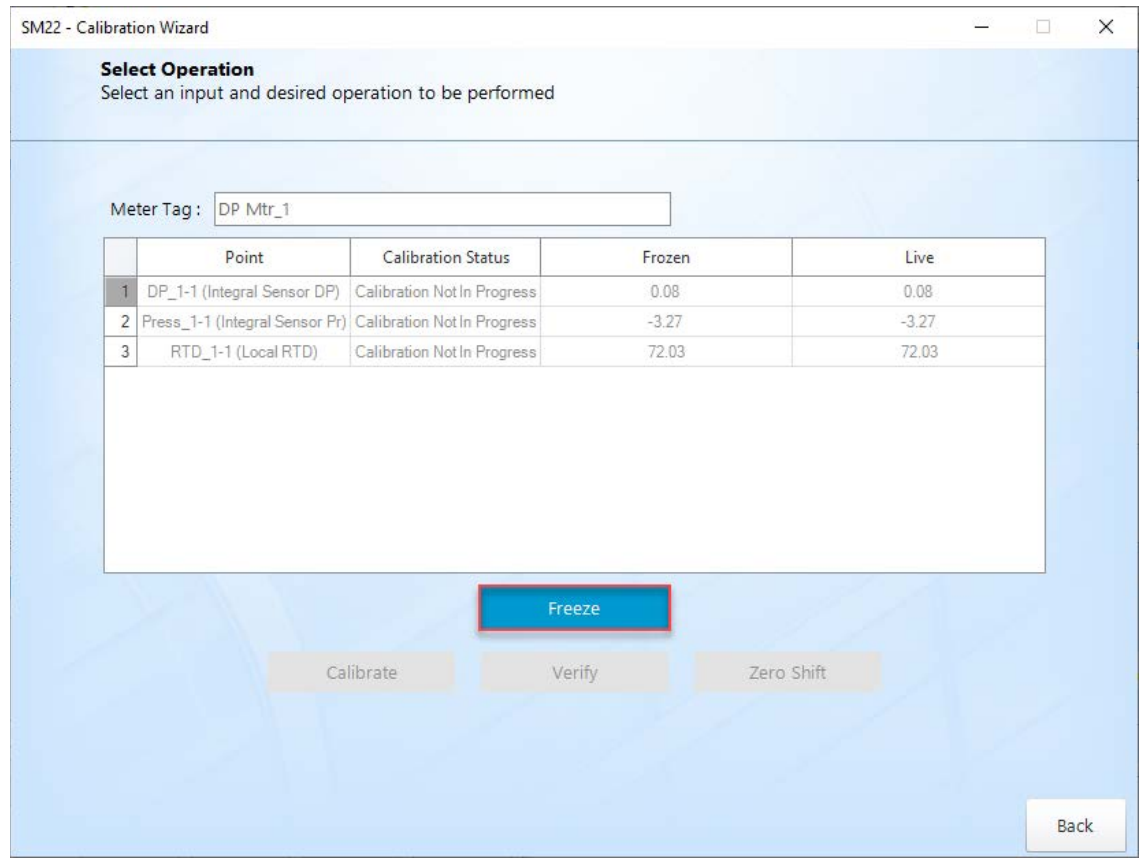 SM22 - Calibration Wizard
Select Operation
Select an input and desired operation to be performed
Meter Tag : DP Mtr_1
Point Calibration Status Frozen Live
1 DP_1-1 (Integral Sensor DP) Calibration Not In Progress 0.08 0.08
2 Press_1-1 (Integral Sensor Pr) Calibration Not In Progress -3.27 -3.27
3 RTD_1-1 (Local RTD) Calibration Not In Progress 72.03 72.03
Freeze
Calibrate Verify Zero Shift
Back